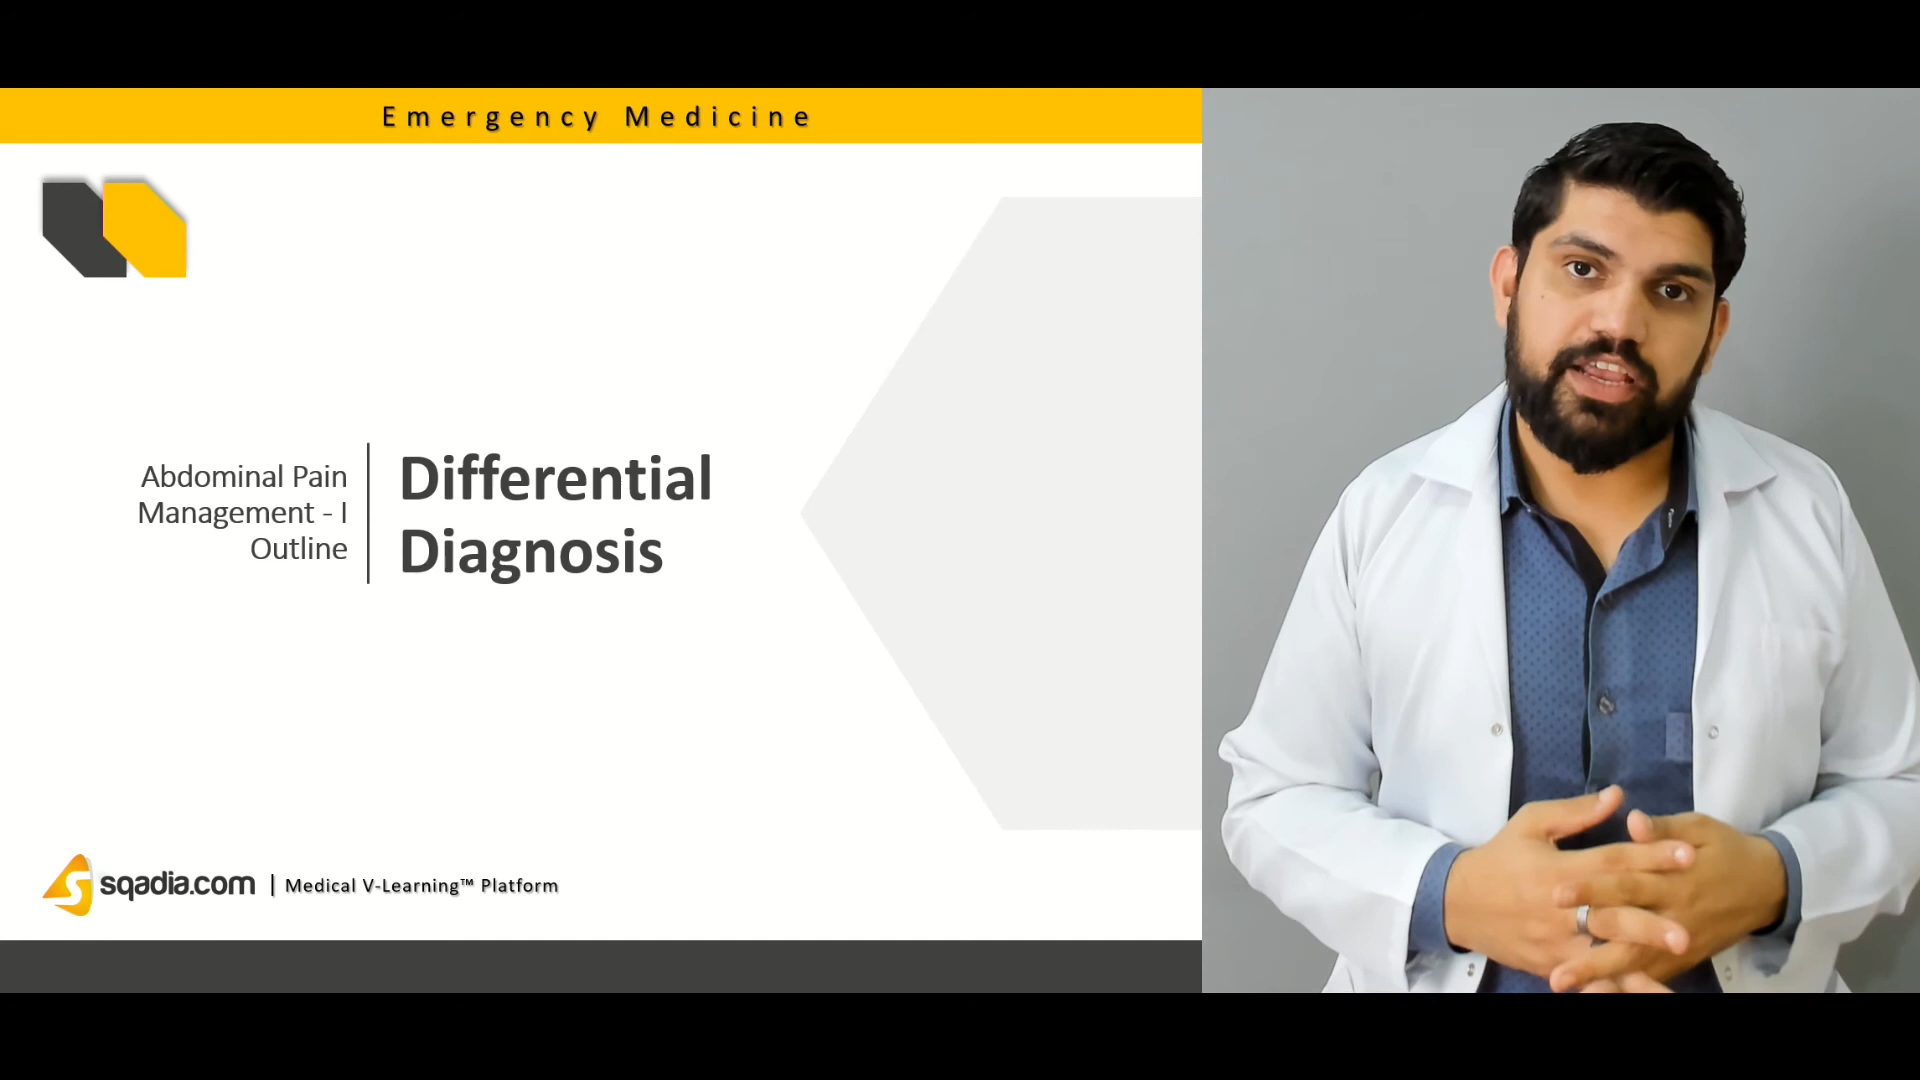 Emergency Medicine
Abdominal Pain
Management - I
Outline
Differential
Diagnosis
sqadia.com | Medical V-Learning™ Platform